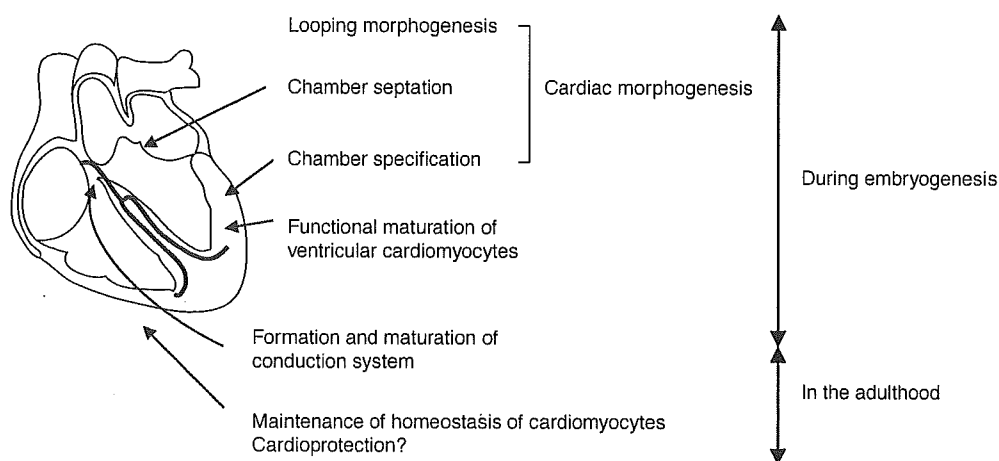 Looping morphogenesis
Chamber septation
Cardiac morphogenesis
Chamber specification
During embryogenesis
Functional maturation of
ventricular cardiomyocytes
Formation and maturation of
conduction system
In the adulthood
Maintenance of homeostasis of cardiomyocytes
Cardioprotection?